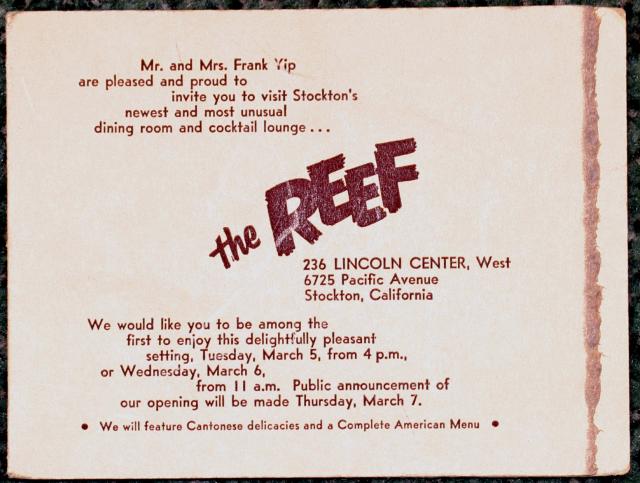 Mr. and Mrs. Frank Yip
are pleased and proud to
invite you to visit Stockton's
newest and most unusual
dining room and cocktail lounge...
the REEF
236 LINCOLN CENTER, West
6725 Pacific Avenue
Stockton, California
We would like you to be among the
first to enjoy this delightfully pleasant
setting, Tuesday, March 5, from 4 p.m.,
or Wednesday, March 6,
from 11 a.m. Public announcement of
our opening will be made Thursday, March 7.
• We will feature Cantonese delicacies and a Complete American Menu •